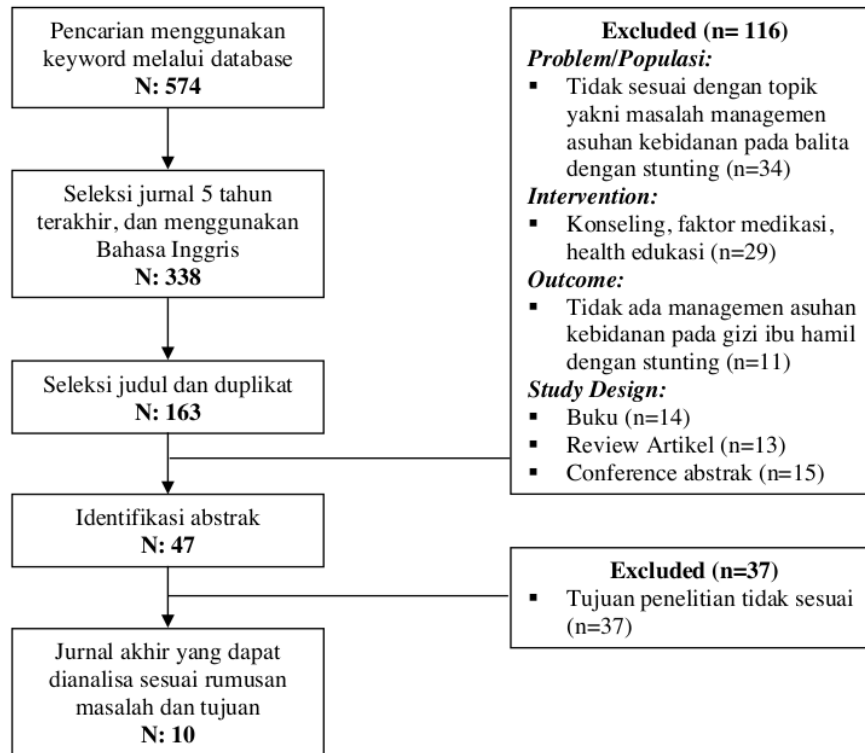 Pencarian menggunakan
keyword melalui database
N: 574
Seleksi jurnal 5 tahun
terakhir, dan menggunakan
Bahasa Inggris
N: 338
Seleksi judul dan duplikat
N: 163
Excluded (n= 116)
Problem/Populasi:
▪ Tidak sesuai dengan topik
yakni masalah managemen
asuhan kebidanan pada balita
dengan stunting (n=34)
Intervention:
▪ Konseling, faktor medikasi,
health edukasi (n=29)
Outcome:
▪ Tidak ada managemen asuhan
kebidanan pada gizi ibu hamil
dengan stunting (n=11)
Study Design:
▪ Buku (n=14)
▪ Review Artikel (n=13)
▪ Conference abstrak (n=15)
Identifikasi abstrak
N: 47
Excluded (n=37)
▪ Tujuan penelitian tidak sesuai
(n=37)
Jurnal akhir yang dapat
dianalisa sesuai rumusan
masalah dan tujuan
N: 10